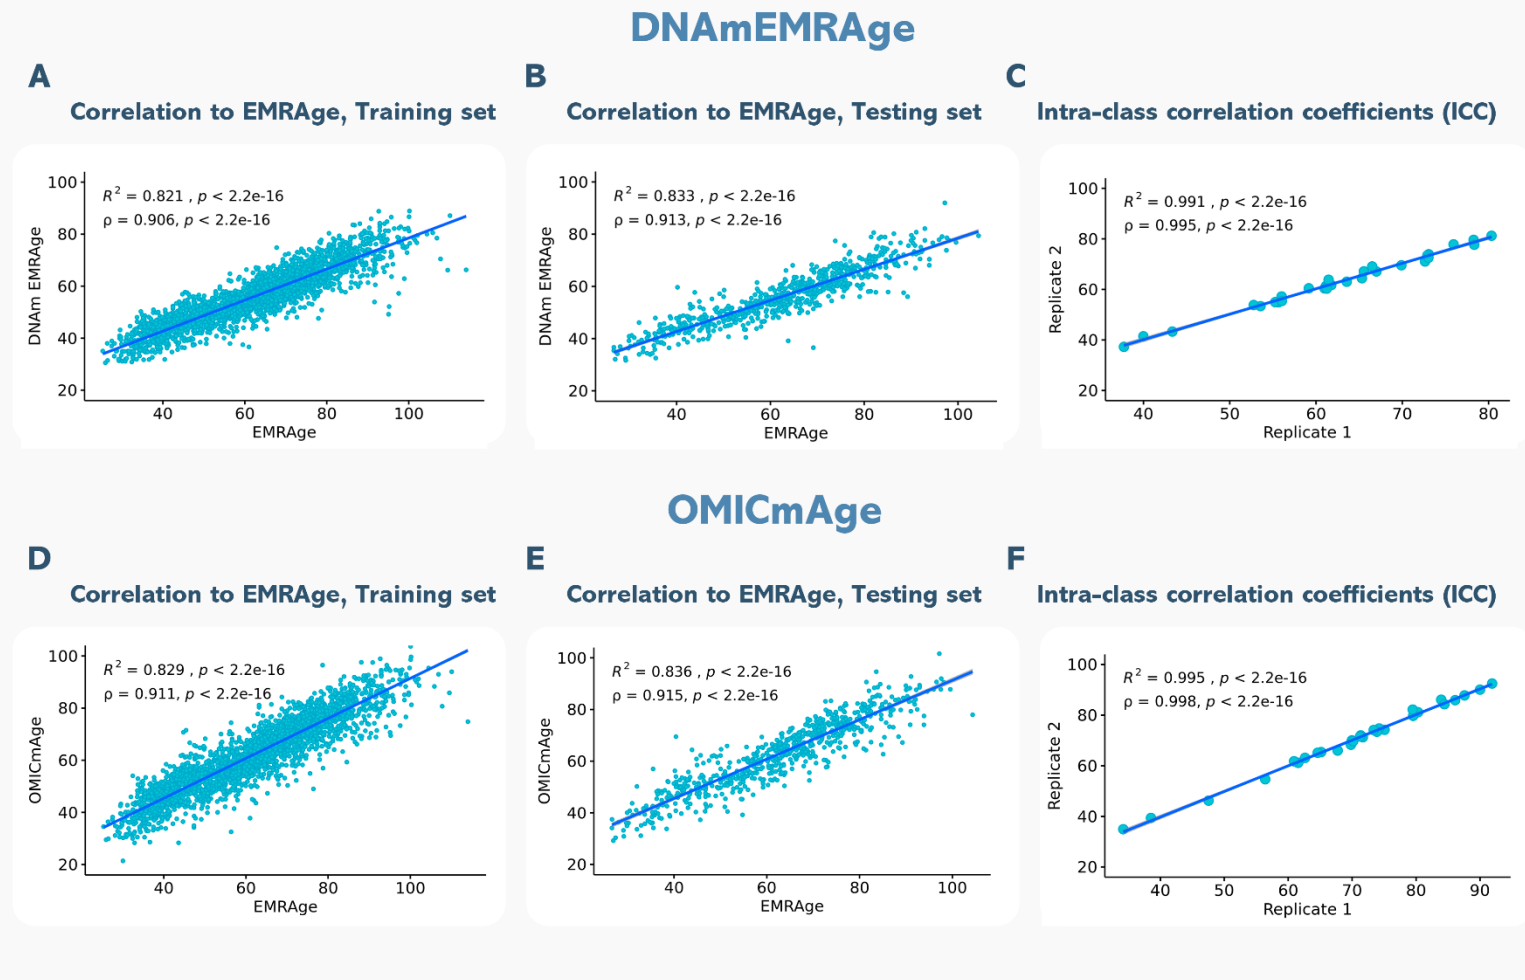 DNAmEMRAge
A
Correlation to EMRAge, Training set
R² = 0.821 , p < 2.2e-16
ρ = 0.906, p < 2.2e-16
100
80
60
40
20
DNAm EMRAge
40 60 80 100
EMRAge
B
Correlation to EMRAge, Testing set
R² = 0.833 , p < 2.2e-16
ρ = 0.913, p < 2.2e-16
100
80
60
40
20
DNAm EMRAge
40 60 80 100
EMRAge
C
Intra-class correlation coefficients (ICC)
R² = 0.991 , p < 2.2e-16
ρ = 0.995, p < 2.2e-16
100
80
60
40
20
Replicate 2
40 50 60 70 80
Replicate 1
OMICmAge
D
Correlation to EMRAge, Training set
R² = 0.829 , p < 2.2e-16
ρ = 0.911, p < 2.2e-16
100
80
60
40
20
OMICmAge
40 60 80 100
EMRAge
E
Correlation to EMRAge, Testing set
R² = 0.836 , p < 2.2e-16
ρ = 0.915, p < 2.2e-16
100
80
60
40
20
OMICmAge
40 60 80 100
EMRAge
F
Intra-class correlation coefficients (ICC)
R² = 0.995 , p < 2.2e-16
ρ = 0.998, p < 2.2e-16
100
80
60
40
20
Replicate 2
40 50 60 70 80 90
Replicate 1